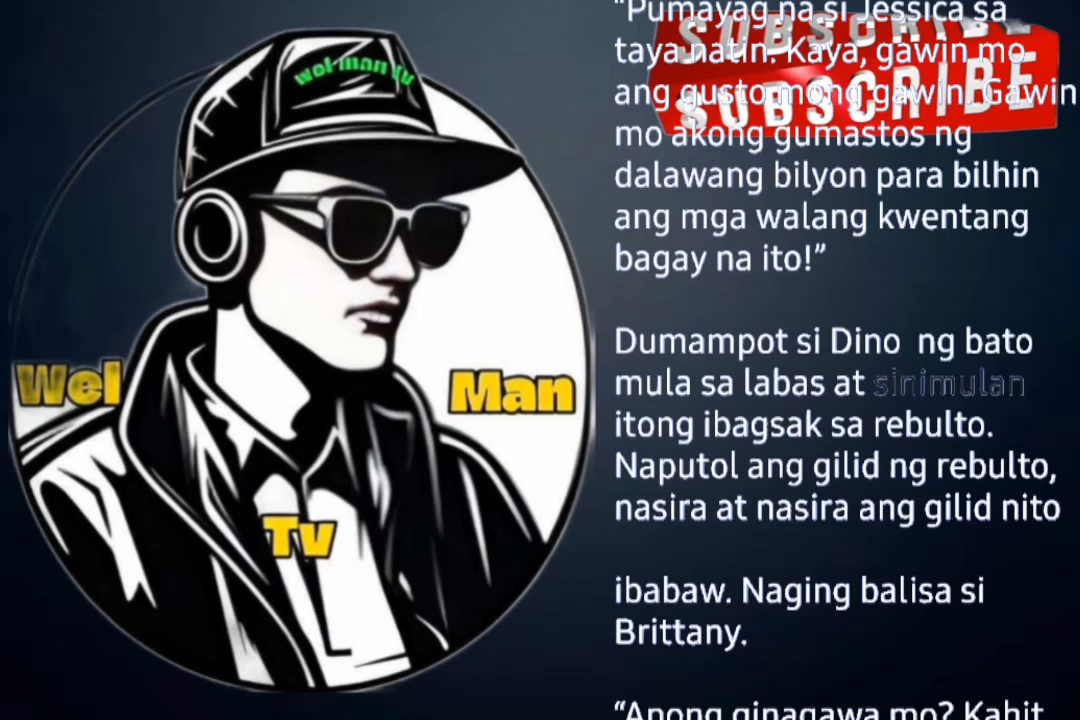 wel man tv
Wel
Man
Tv
SUBSCRIBE
SUBSCRIBE
“Pumayag na si Jessica sa
taya natin. Kaya, gawin mo
ang gusto mong gawin. Gawin
mo akong gumastos ng
dalawang bilyon para bilhin
ang mga walang kwentang
bagay na ito!”
Dumampot si Dino ng bato
mula sa labas at sinimulan
itong ibagsak sa rebulto.
Naputol ang gilid ng rebulto,
nasira at nasira ang gilid nito
ibabaw. Naging balisa si
Brittany.
“Anong ginagawa mo? Kahit